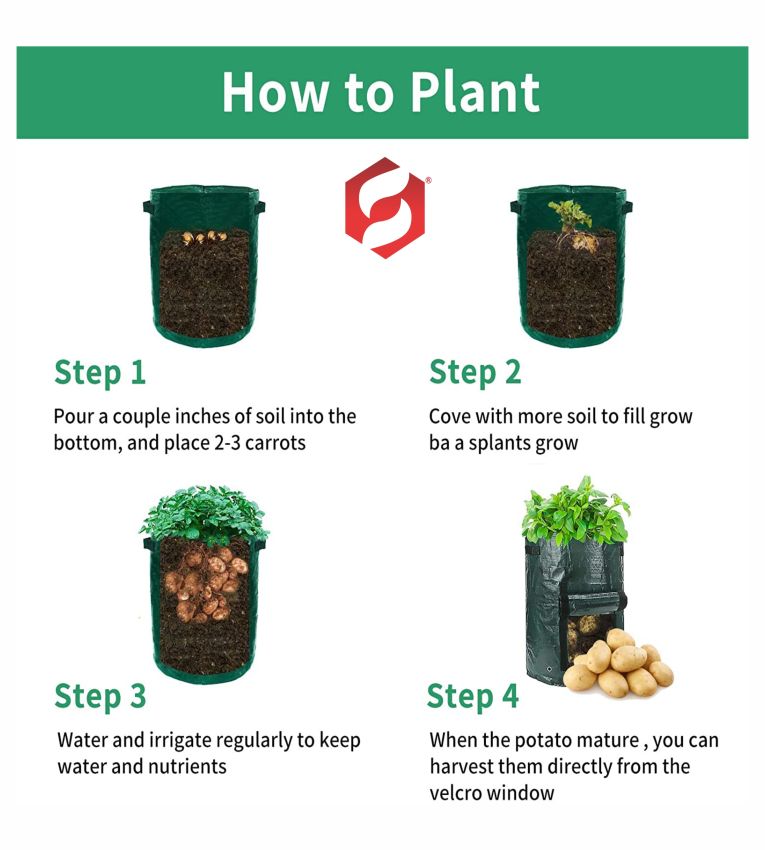 How to Plant
®
Step 1
Pour a couple inches of soil into the
bottom, and place 2-3 carrots
Step 2
Cove with more soil to fill grow
ba a splants grow
Step 3
Water and irrigate regularly to keep
water and nutrients
Step 4
When the potato mature , you can
harvest them directly from the
velcro window